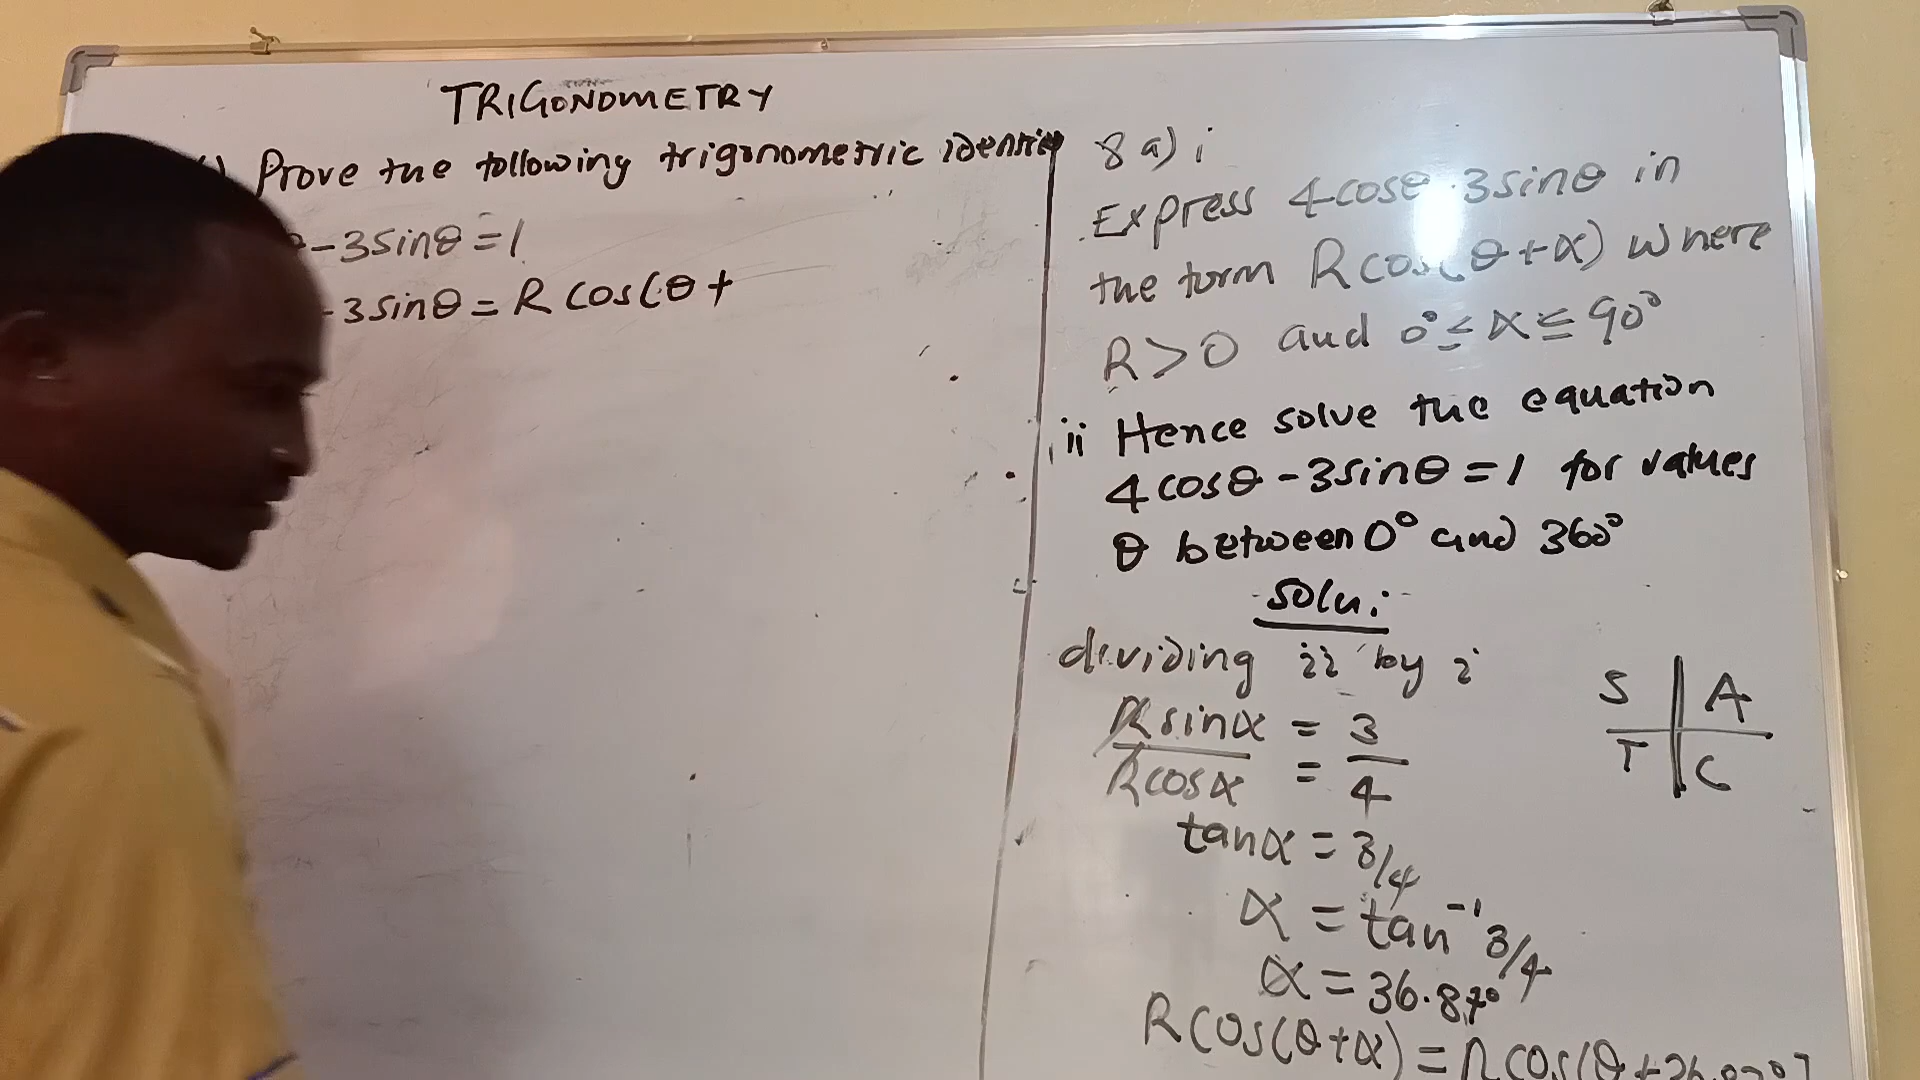 TRIGONOMETRY
Prove the following trigonometric identity
-3sinθ=1
-3sinθ=R cos(θ+
8 a) i
Express 4cosθ-3sinθ in
the form Rcos(θ+α) where
R>0 and 0°≤α≤90°
ii Hence solve the equation
4cosθ-3sinθ=1 for values
θ between 0° and 360°
Solu:
dividing ii by i
Rsinα = 3
Rcosα = 4
S A
T C
tanα = 3/4
α = tan⁻¹ 3/4
α = 36.87°
Rcos(θ+α)=Rcos(θ+36.87°)